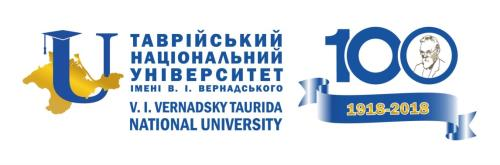 U
ТАВРІЙСЬКИЙ
НАЦІОНАЛЬНИЙ
УНІВЕРСИТЕТ
ІМЕНІ В. І. ВЕРНАДСЬКОГО
V. I. VERNADSKY TAURIDA
NATIONAL UNIVERSITY
100
1918-2018